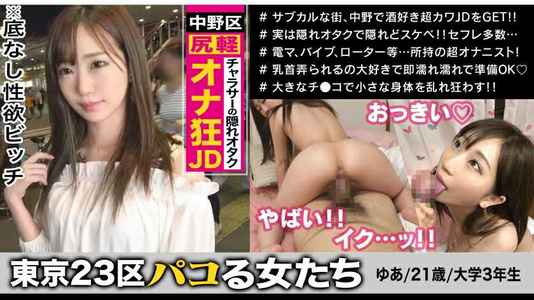 ※底なし性欲ビッチ
中野区
尻軽
チャラサーの隠れオタク
オナ狂JD
# サブカルな街、中野で酒好き超カワJDをGET!!
# 実は隠れオタクで隠れどスケベ!!セフレ多数…
# 電マ、バイブ、ローター等…所持の超オナニスト!
# 乳首弄られるの大好きで即濡れ濡れで準備OK♡
# 大きなチ●コで小さな身体を乱れ狂わす!!
おっきい♡
やばい!!
イク…ッ!!
東京23区パコる女たち
ゆあ/21歳/大学3年生